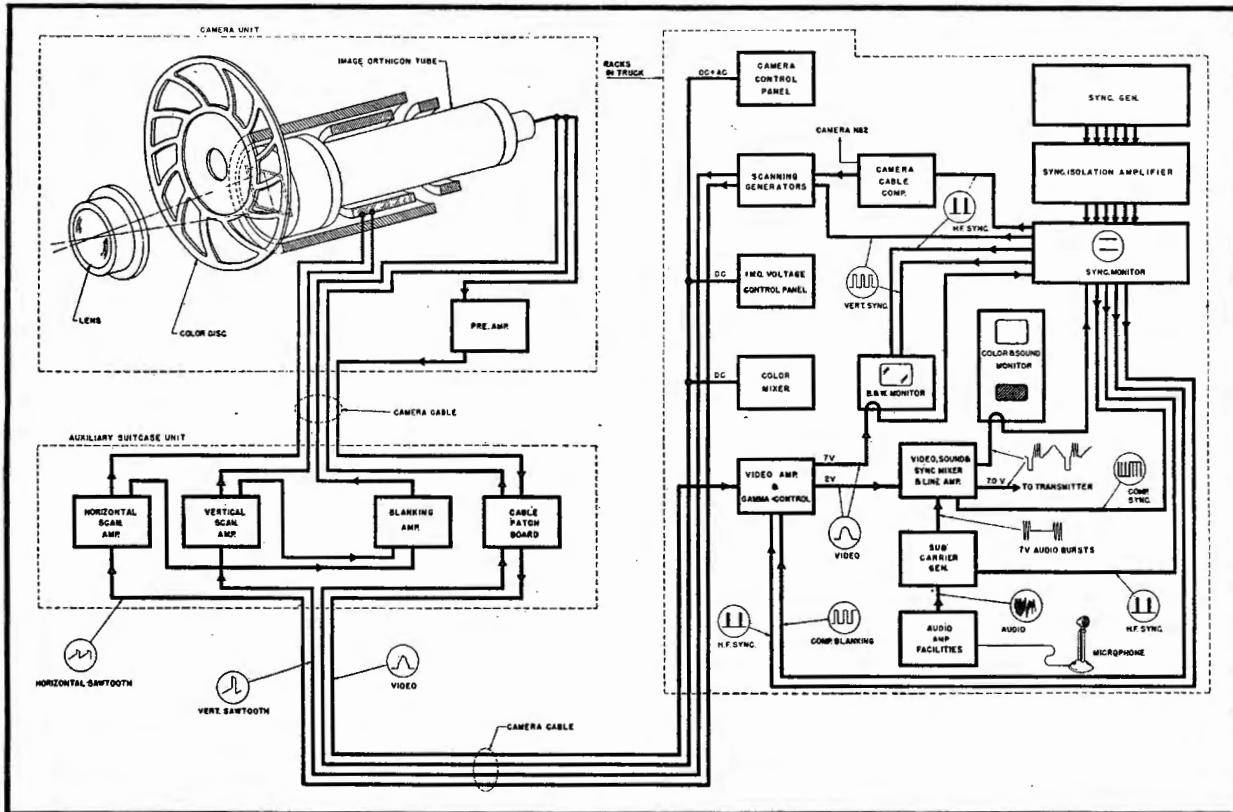 CAMERA UNIT
IMAGE ORTHICON TUBE
LENS
COLOR DISC
PRE. AMP.
CAMERA CABLE
AUXILIARY SUITCASE UNIT
HORIZONTAL
SCAN.
AMP.
VERTICAL
SCAN.
AMP.
BLANKING
AMP.
CABLE
PATCH
BOARD
HORIZONTAL SAWTOOTH
VERT. SAWTOOTH
VIDEO
CAMERA CABLE
RACKS
IN TRUCK
DC+AC
CAMERA
CONTROL
PANEL
SYNC. GEN.
CAMERA Nº2
SCANNING
GENERATORS
CAMERA
CABLE
COMP.
SYNC. ISOLATION AMPLIFIER
H.F. SYNC.
SYNC. MONITOR
DC
VOLTAGE
CONTROL PANEL
VERT. SYNC.
COLOR & SOUND
MONITOR
DC
COLOR
MIXER
B.& W. MONITOR
7V
VIDEO AMP.
&
GAMMA-CONTROL
2V
VIDEO, SOUND &
SYNC MIXER
& LINE AMP.
TO TRANSMITTER
COMP.
SYNC.
VIDEO
7V AUDIO BURSTS
SUB
CARRIER
GEN.
H.F. SYNC.
COMP. BLANKING
AUDIO
H.F. SYNC.
AUDIO
AMP
FACILITIES
MICROPHONE